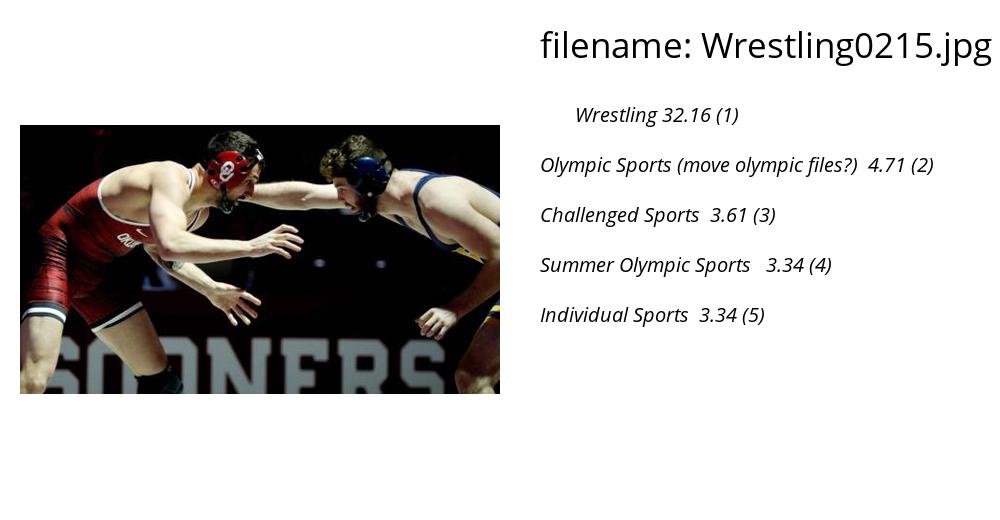 filename: Wrestling0215.jpg
Wrestling 32.16 (1)
Olympic Sports (move olympic files?) 4.71 (2)
Challenged Sports 3.61 (3)
Summer Olympic Sports 3.34 (4)
Individual Sports 3.34 (5)
OU
SOONERS